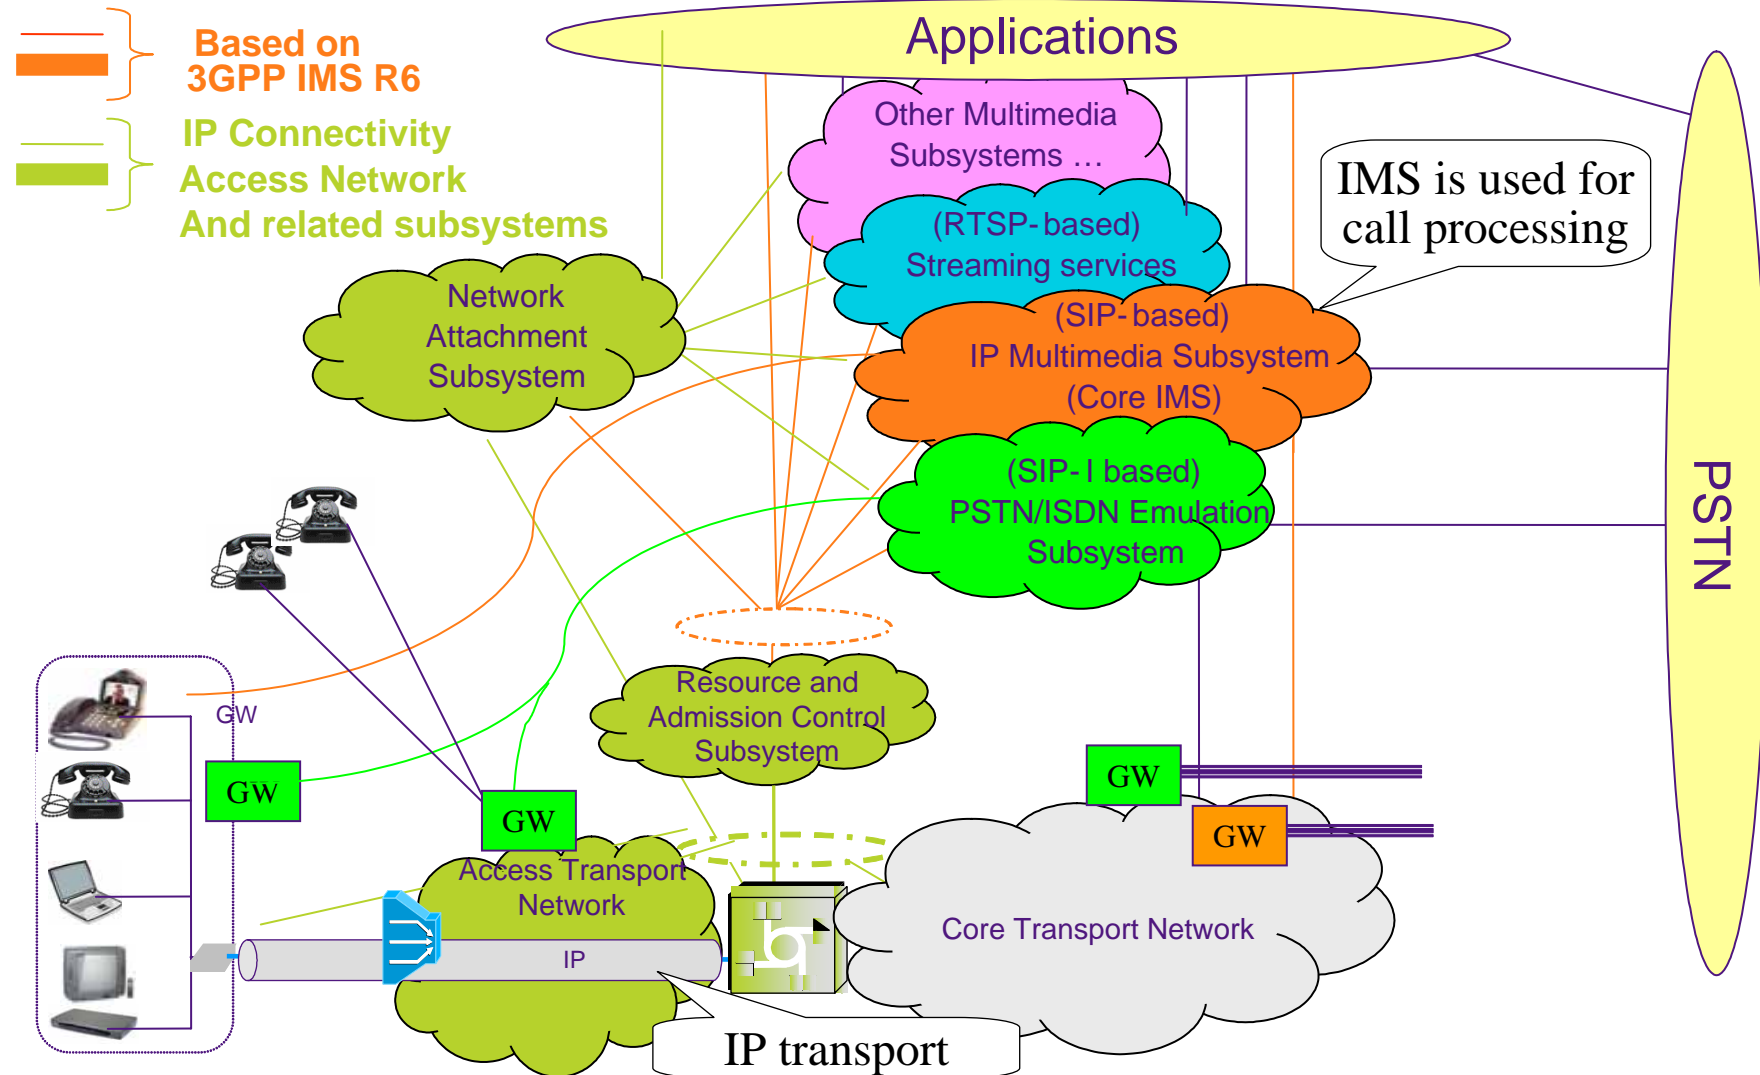 Applications
Based on
3GPP IMS R6
IP Connectivity
Access Network
And related subsystems
Other Multimedia
Subsystems …
IMS is used for
call processing
(RTSP- based)
Streaming services
Network
Attachment
Subsystem
(SIP- based)
IP Multimedia Subsystem
(Core IMS)
(SIP- I based)
PSTN/ISDN Emulation
Subsystem
PSTN
Resource and
Admission Control
Subsystem
GW
GW
GW
GW
GW
Access Transport
Network
Core Transport Network
IP
IP transport